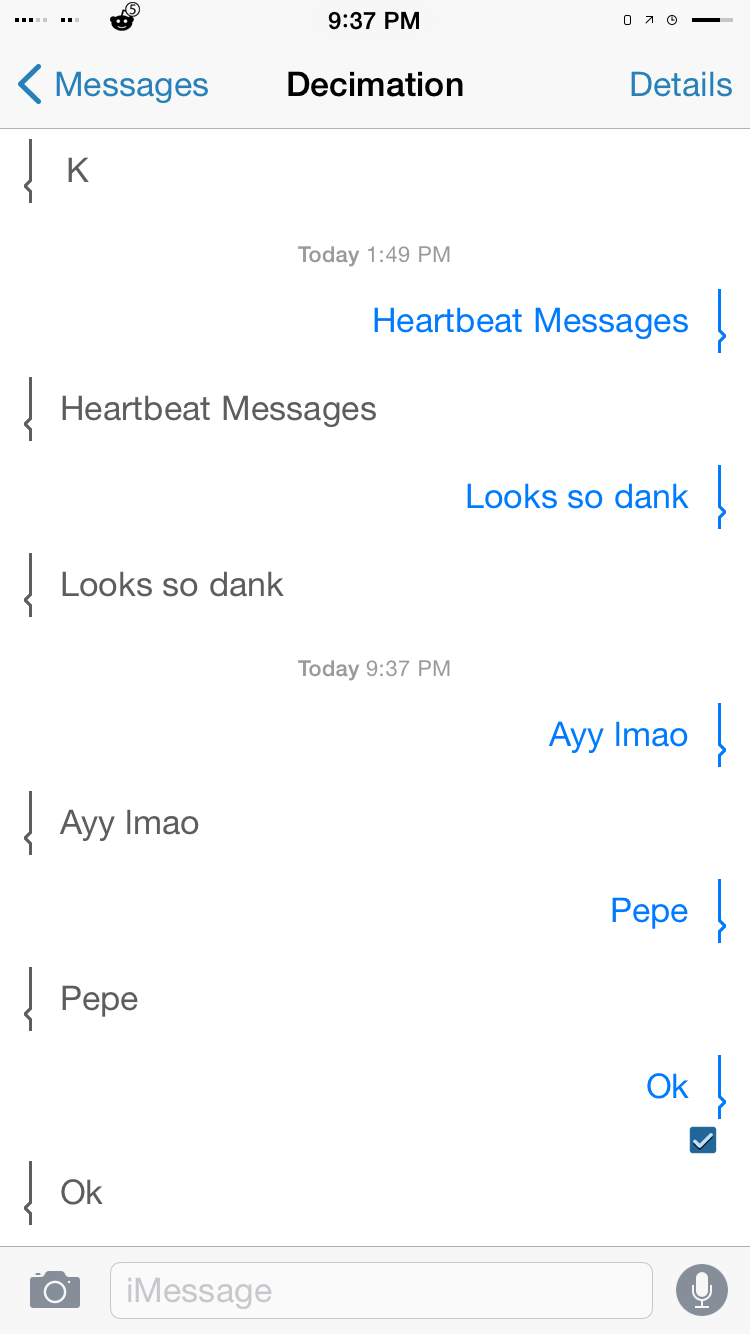 5
9:37 PM
Messages
Decimation
Details
K
Today 1:49 PM
Heartbeat Messages
Heartbeat Messages
Looks so dank
Looks so dank
Today 9:37 PM
Ayy lmao
Ayy lmao
Pepe
Pepe
Ok
Ok
iMessage